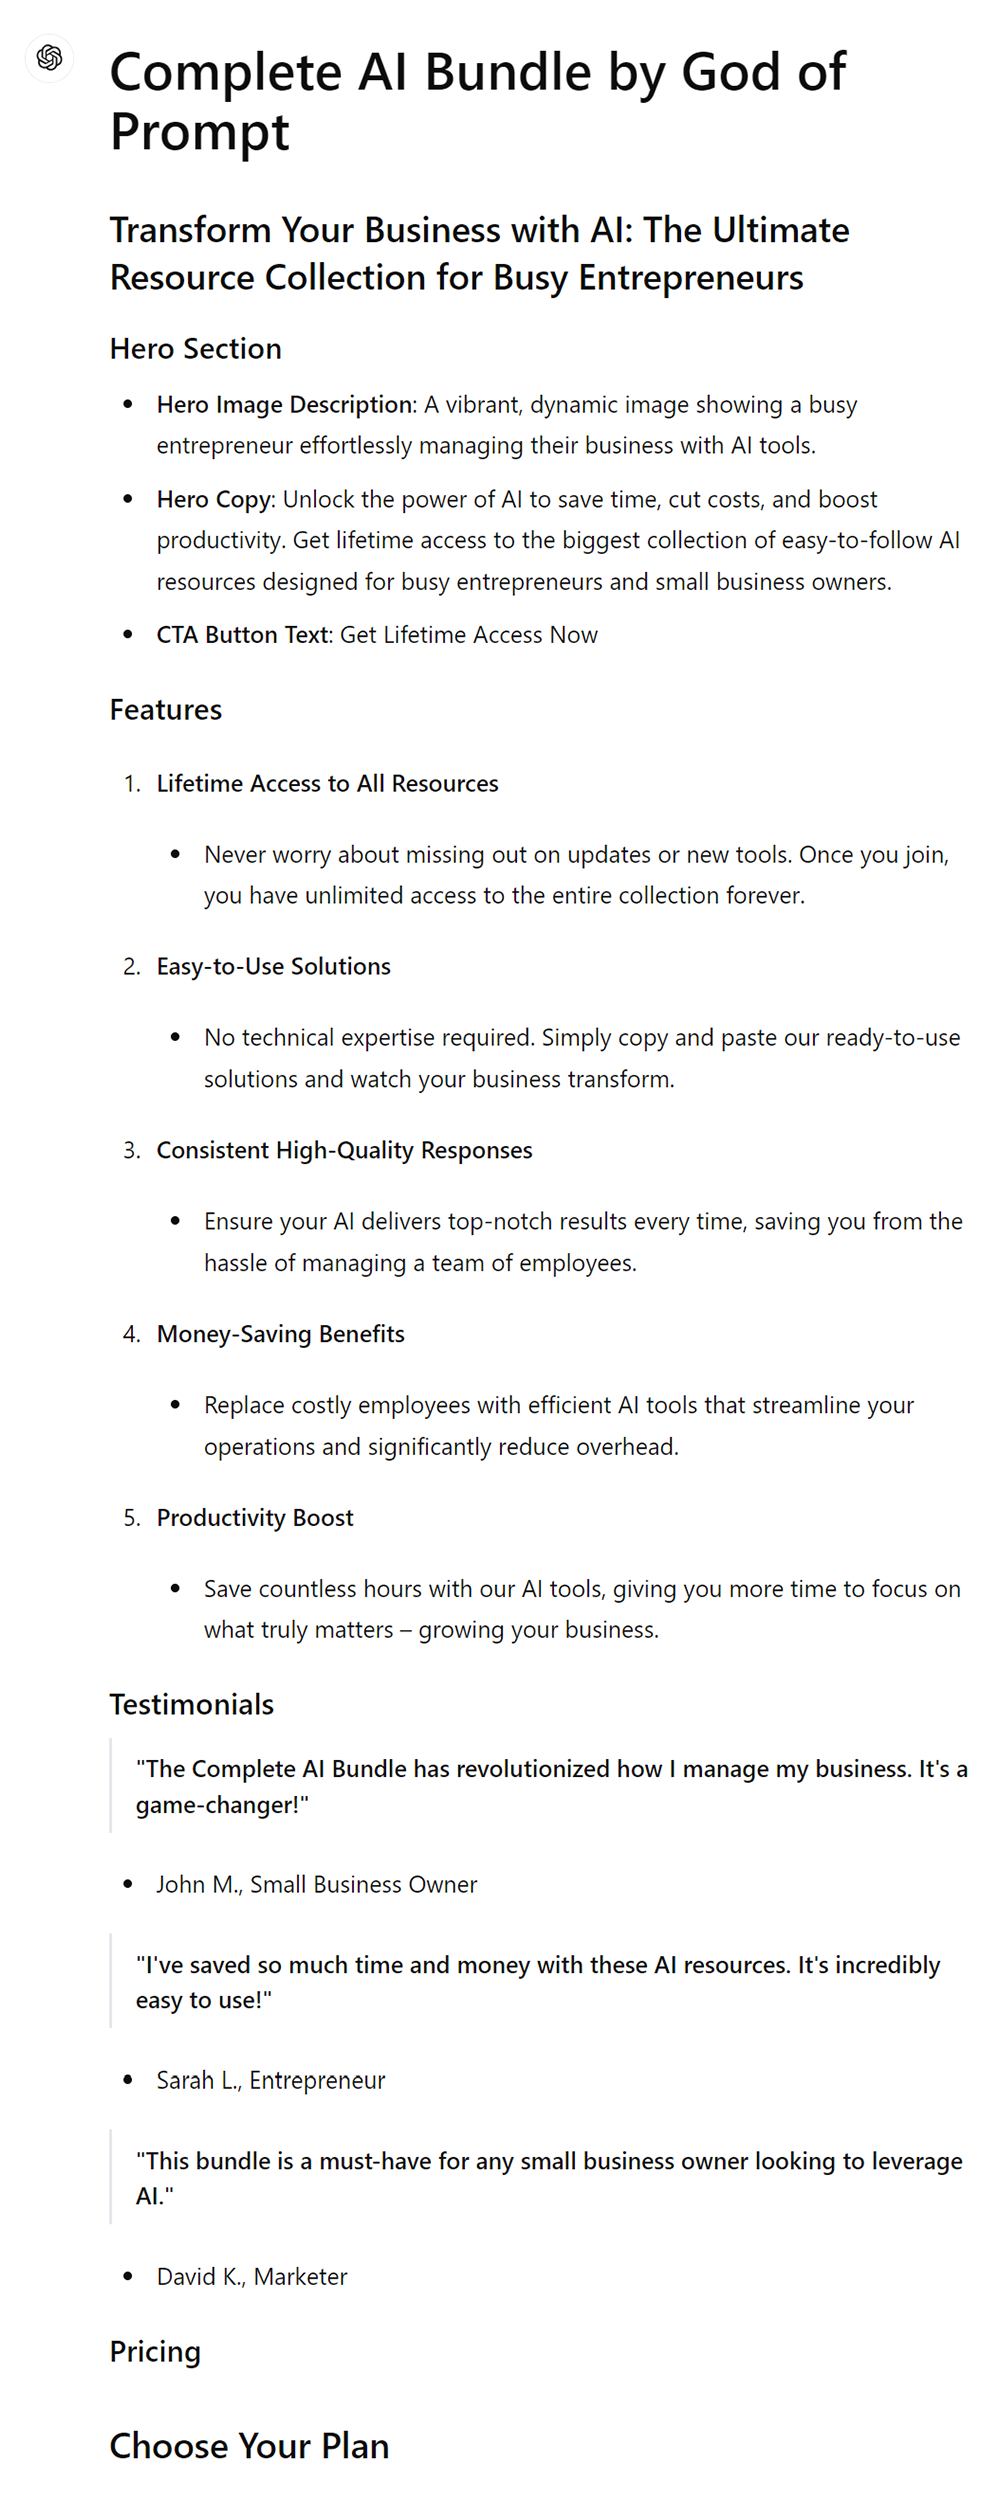 Complete AI Bundle by God of
Prompt
Transform Your Business with AI: The Ultimate
Resource Collection for Busy Entrepreneurs
Hero Section
• Hero Image Description: A vibrant, dynamic image showing a busy
entrepreneur effortlessly managing their business with AI tools.
• Hero Copy: Unlock the power of AI to save time, cut costs, and boost
productivity. Get lifetime access to the biggest collection of easy-to-follow AI
resources designed for busy entrepreneurs and small business owners.
• CTA Button Text: Get Lifetime Access Now
Features
1. Lifetime Access to All Resources
• Never worry about missing out on updates or new tools. Once you join,
you have unlimited access to the entire collection forever.
2. Easy-to-Use Solutions
• No technical expertise required. Simply copy and paste our ready-to-use
solutions and watch your business transform.
3. Consistent High-Quality Responses
• Ensure your AI delivers top-notch results every time, saving you from the
hassle of managing a team of employees.
4. Money-Saving Benefits
• Replace costly employees with efficient AI tools that streamline your
operations and significantly reduce overhead.
5. Productivity Boost
• Save countless hours with our AI tools, giving you more time to focus on
what truly matters – growing your business.
Testimonials
"The Complete AI Bundle has revolutionized how I manage my business. It's a
game-changer!"
• John M., Small Business Owner
"I've saved so much time and money with these AI resources. It's incredibly
easy to use!"
• Sarah L., Entrepreneur
"This bundle is a must-have for any small business owner looking to leverage
AI."
• David K., Marketer
Pricing
Choose Your Plan